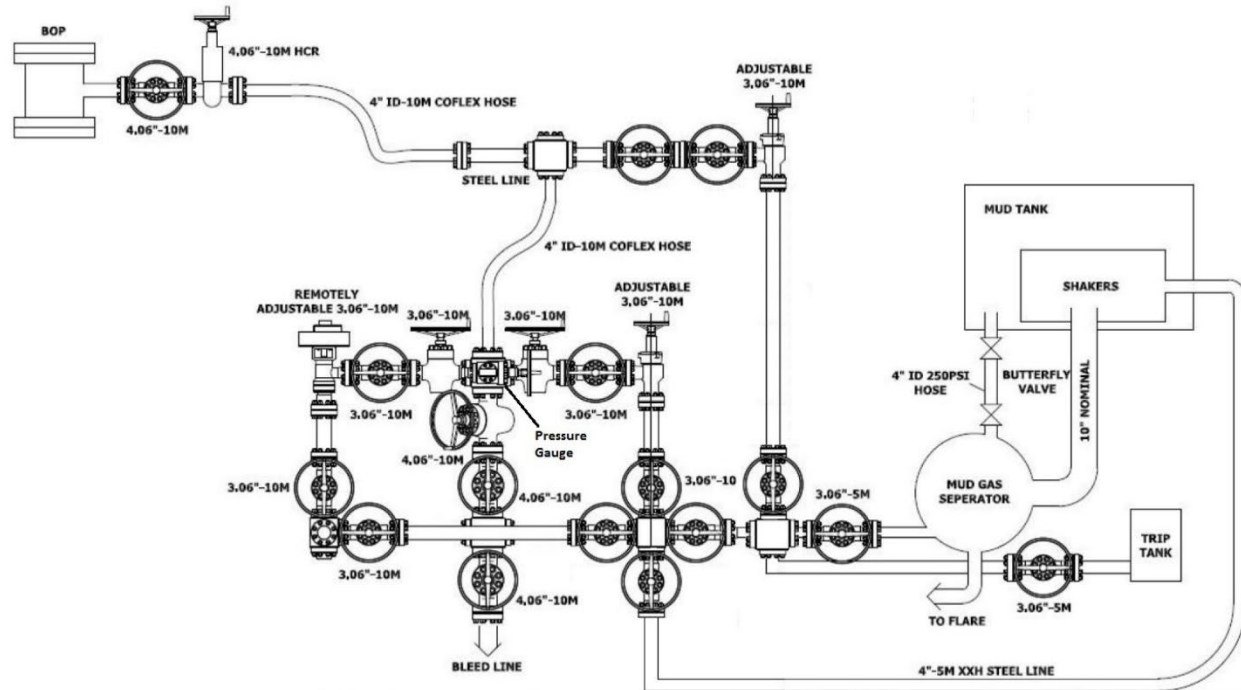 BOP
4,06"-10M HCR
4,06"-10M
4" ID-10M COFLEX HOSE
STEEL LINE
ADJUSTABLE
3,06"-10M
4" ID-10M COFLEX HOSE
MUD TANK
SHAKERS
REMOTELY
ADJUSTABLE 3.06"-10M
3,06"-10M
3.06"-10M
ADJUSTABLE
3,06"-10M
3.06"-10M
3.06"-10M
Pressure
Gauge
4,06"-10M
4" ID 250PSI
HOSE
BUTTERFLY
VALVE
10" NOMINAL
3.06"-10M
4.06"-10M
3.06"-10
3.06"-5M
MUD GAS
SEPERATOR
TRIP
TANK
3,06"-10M
4,06"-10M
3.06"-5M
TO FLARE
BLEED LINE
4"-5M XXH STEEL LINE